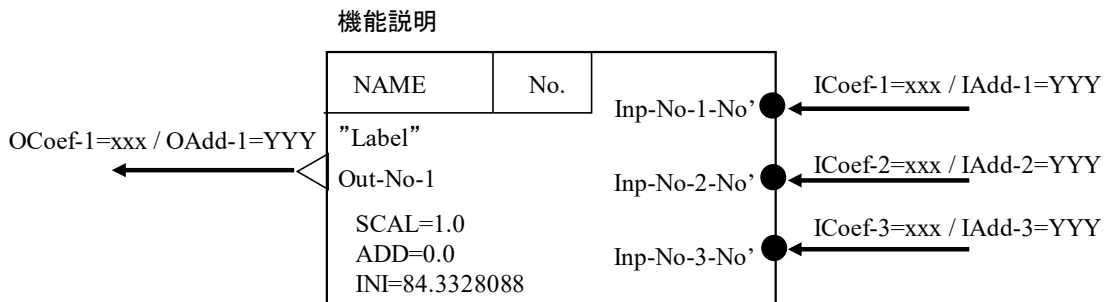 機能説明
NAME
No.
Inp-No-1-No’
ICoef-1=xxx / IAdd-1=YYY
OCoef-1=xxx / OAdd-1=YYY
”Label”
Out-No-1
Inp-No-2-No’
ICoef-2=xxx / IAdd-2=YYY
SCAL=1.0
ADD=0.0
INI=84.3328088
Inp-No-3-No’
ICoef-3=xxx / IAdd-3=YYY